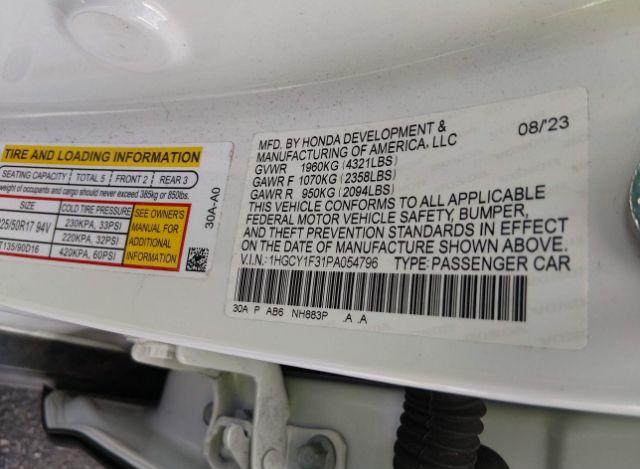 TIRE AND LOADING INFORMATION
SEATING CAPACITY TOTAL 5 FRONT 2 REAR 3
weight of occupants and cargo should never exceed 385kg or 850lbs.
SIZE COLD TIRE PRESSURE
225/50R17 94V 230KPA, 33PSI
220KPA, 32PSI
T135/90D16 420KPA, 60PSI
SEE OWNER'S
MANUAL FOR
ADDITIONAL
INFORMATION
30A-A0
MFD. BY HONDA DEVELOPMENT & 08/23
MANUFACTURING OF AMERICA, LLC
GVWR 1960KG (4321LBS)
GAWR F 1070KG (2358LBS)
GAWR R 950KG (2094LBS)
THIS VEHICLE CONFORMS TO ALL APPLICABLE
FEDERAL MOTOR VEHICLE SAFETY, BUMPER,
AND THEFT PREVENTION STANDARDS IN EFFECT
ON THE DATE OF MANUFACTURE SHOWN ABOVE.
V.I.N.: 1HGCY1F31PA054796 TYPE: PASSENGER CAR
30A P AB6 NH883P .A .A